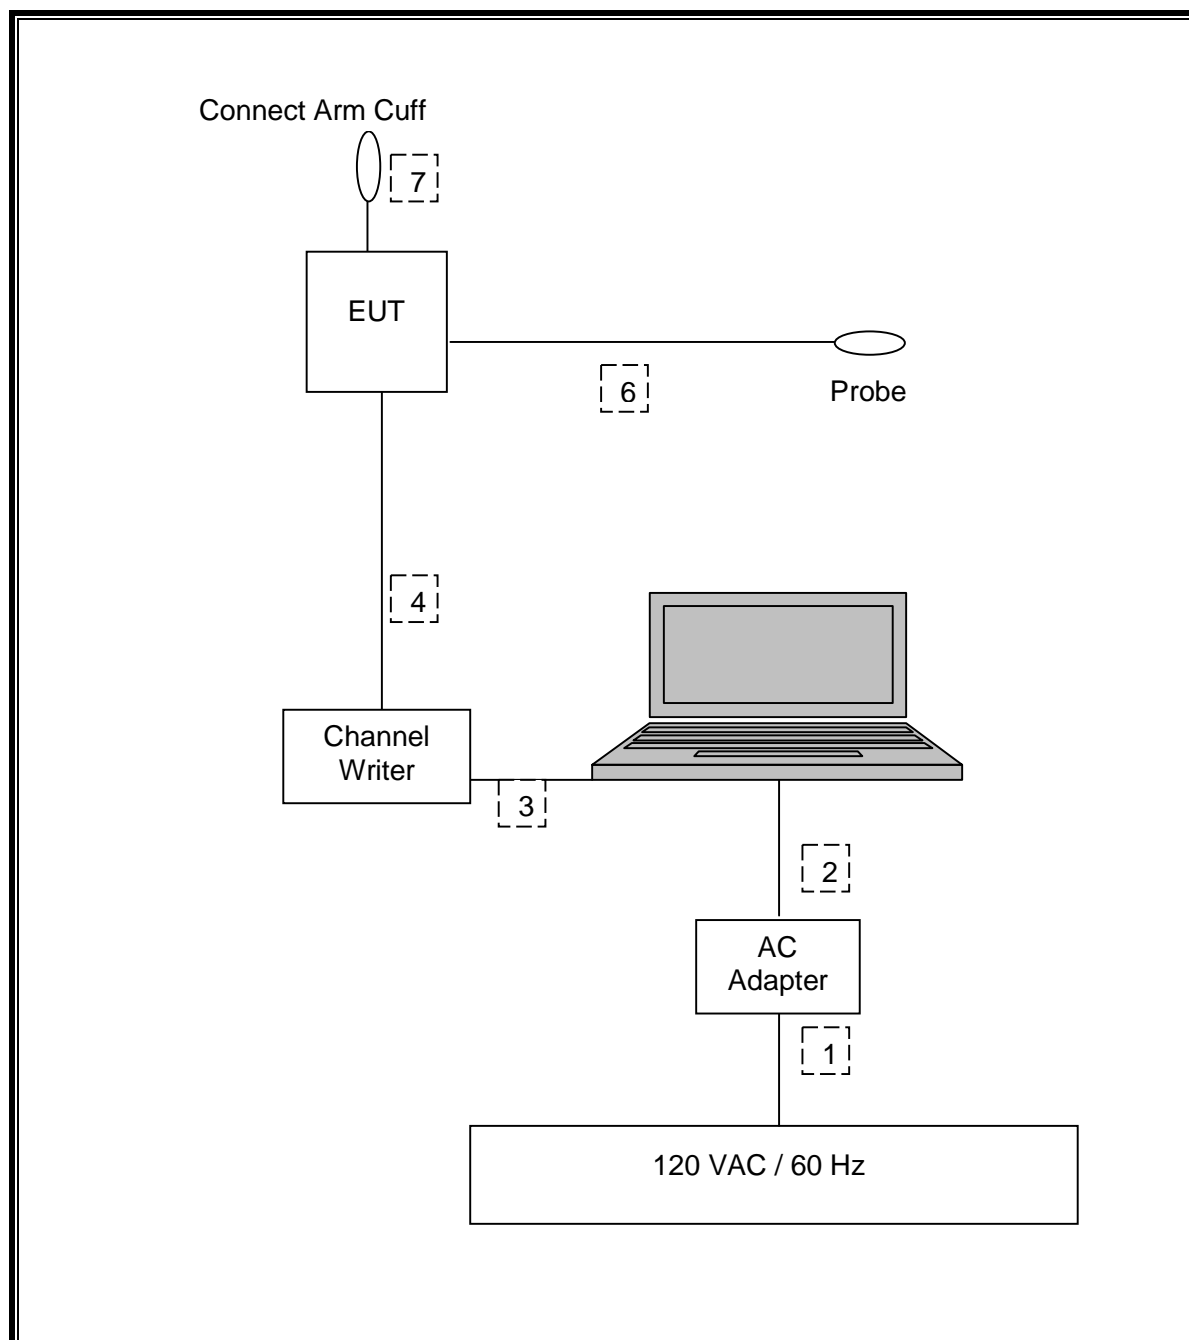 Connect Arm Cuff
7
EUT
6
Probe
4
Channel
Writer
3
2
AC
Adapter
1
120 VAC / 60 Hz